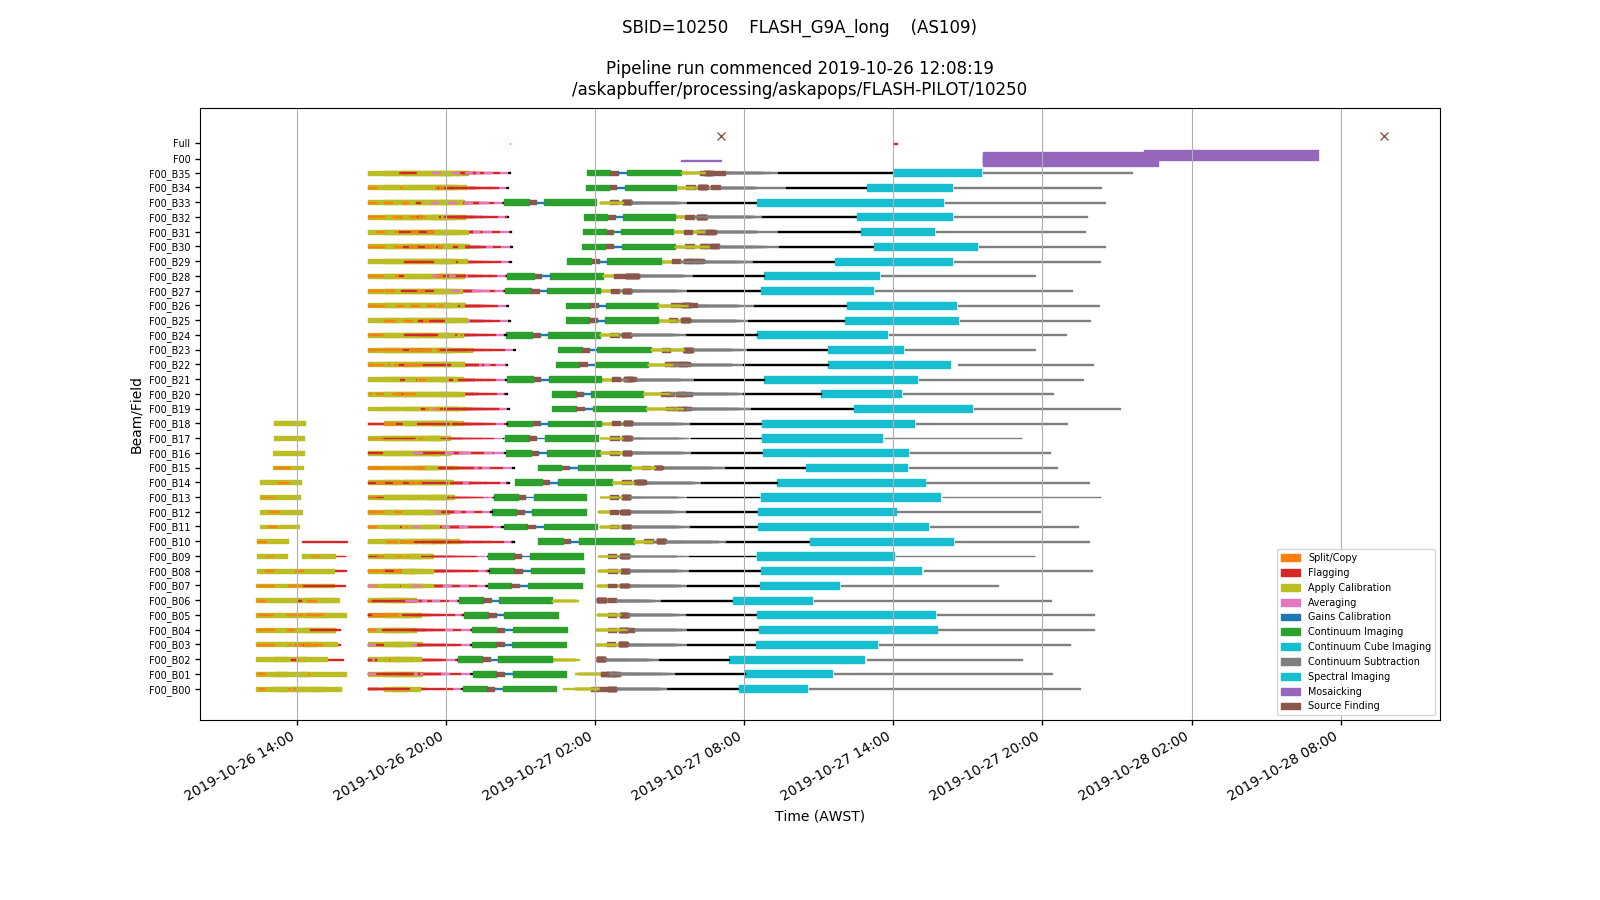 SBID=10250 FLASH_G9A_long (AS109)
Pipeline run commenced 2019-10-26 12:08:19
/askapbuffer/processing/askapops/FLASH-PILOT/10250
Full
F00
F00_B35
F00_B34
F00_B33
F00_B32
F00_B31
F00_B30
F00_B29
F00_B28
F00_B27
F00_B26
F00_B25
F00_B24
F00_B23
F00_B22
F00_B21
F00_B20
F00_B19
F00_B18
F00_B17
F00_B16
F00_B15
F00_B14
F00_B13
F00_B12
F00_B11
F00_B10
F00_B09
F00_B08
F00_B07
F00_B06
F00_B05
F00_B04
F00_B03
F00_B02
F00_B01
F00_B00
Beam/Field
Split/Copy
Flagging
Apply Calibration
Averaging
Gains Calibration
Continuum Imaging
Continuum Cube Imaging
Continuum Subtraction
Spectral Imaging
Mosaicking
Source Finding
2019-10-26 14:00
2019-10-26 20:00
2019-10-27 02:00
2019-10-27 08:00
2019-10-27 14:00
2019-10-27 20:00
2019-10-28 02:00
2019-10-28 08:00
Time (AWST)